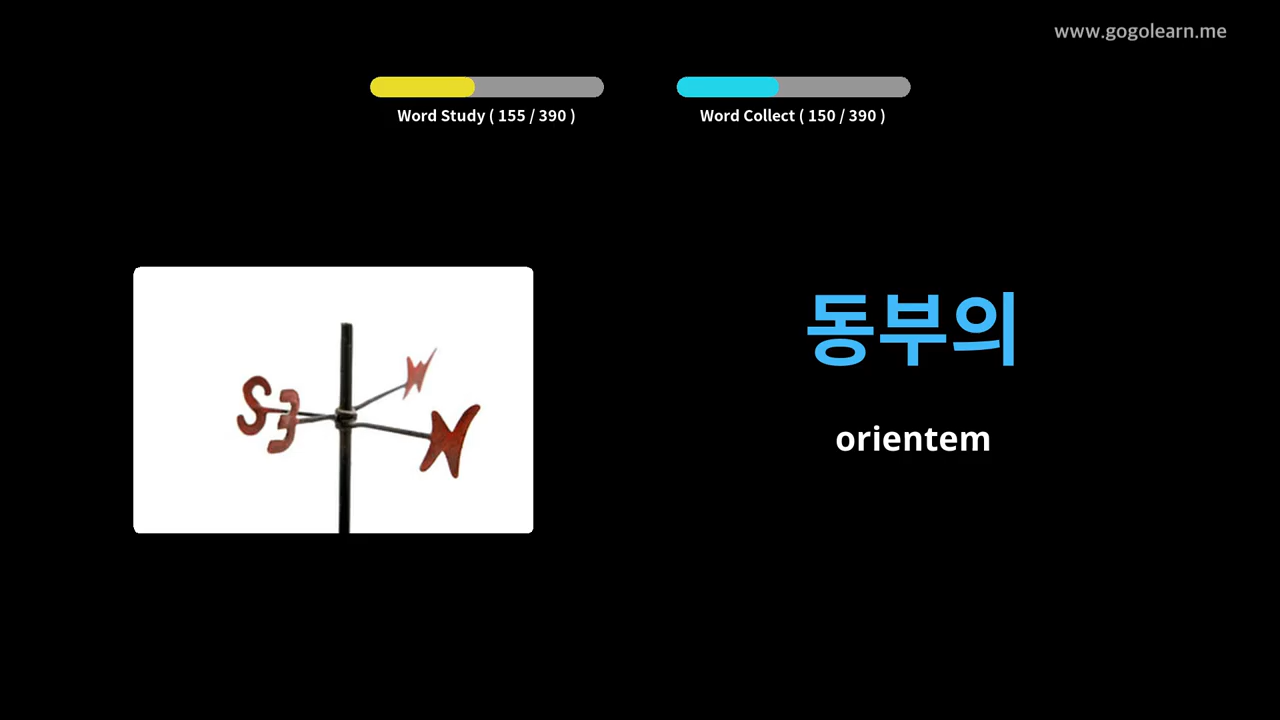 www.gogolearn.me
Word Study ( 155 / 390 )
Word Collect ( 150 / 390 )
S E N W
동부의
orientem